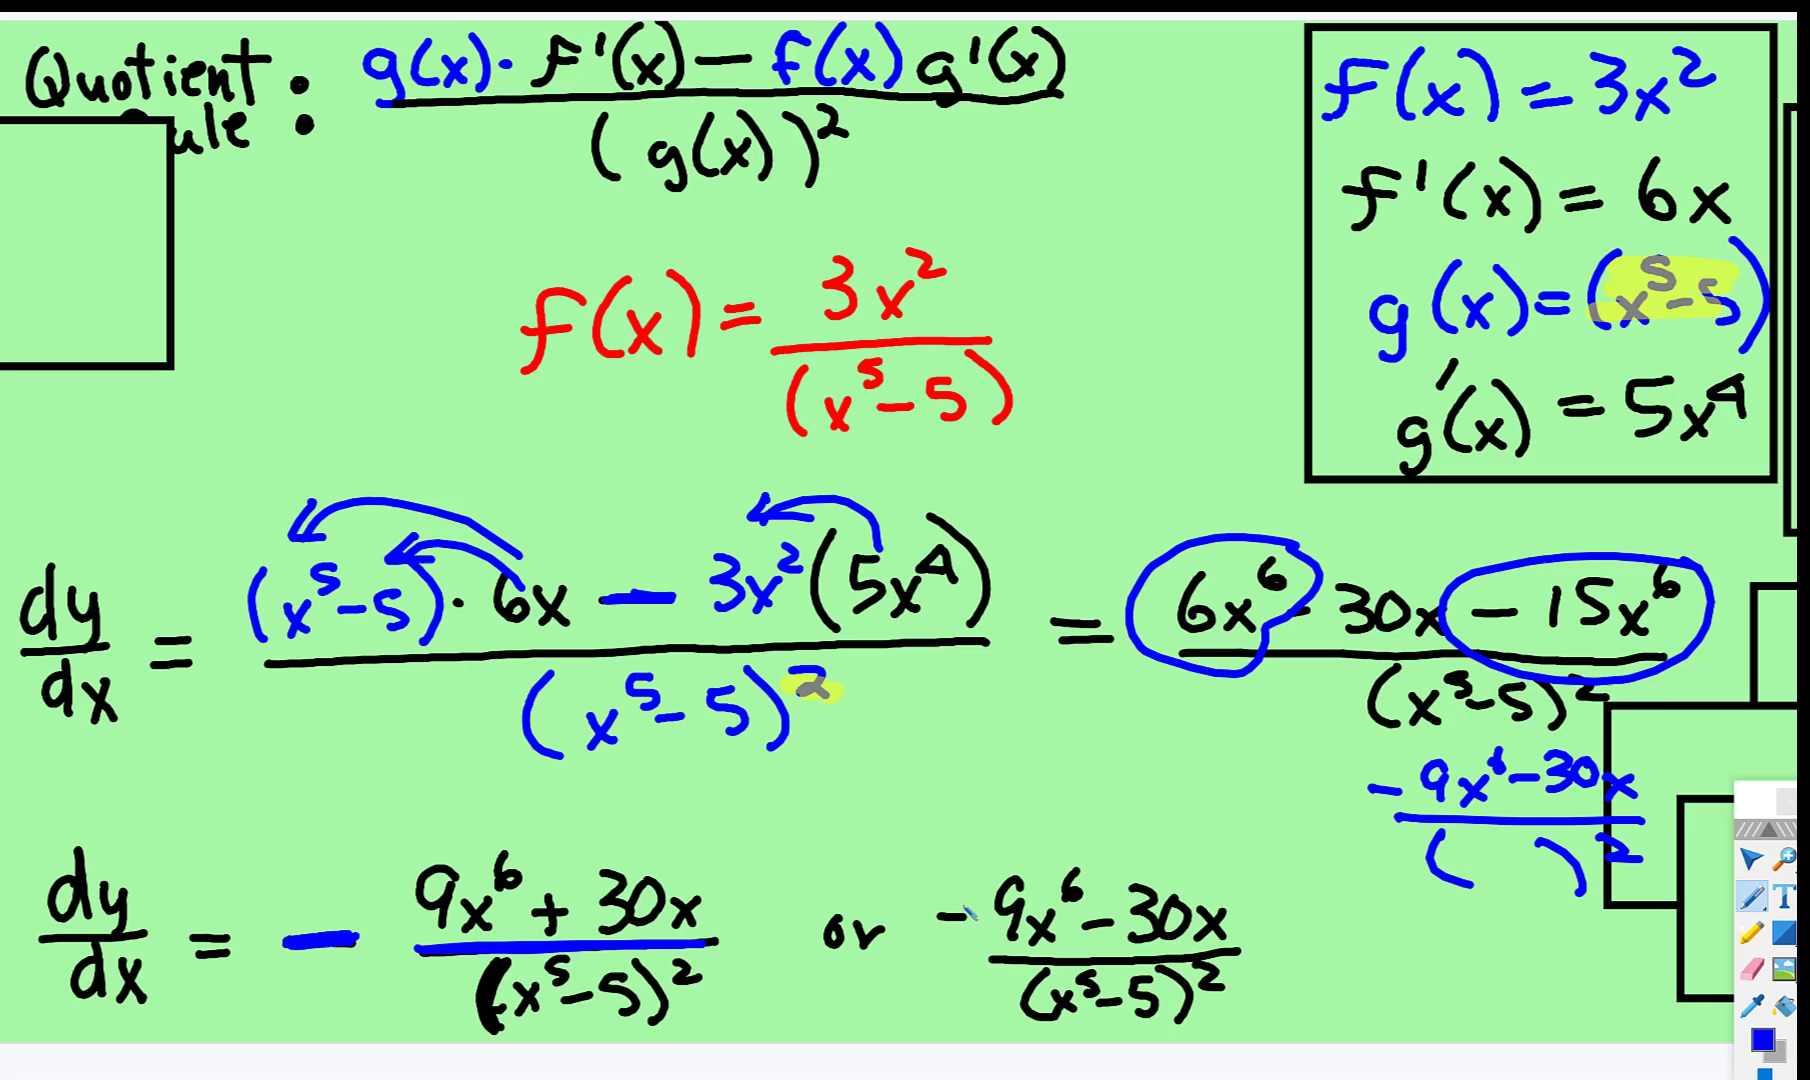 Quotient : g(x) · f'(x) − f(x) g'(x)
ule : (g(x))²
f(x) = 3x²
f'(x) = 6x
g(x) = (x⁵−5)
g'(x) = 5x⁴
f(x) = 3x²
(x⁵−5)
dy/dx = (x⁵−5) · 6x − 3x²(5x⁴) = 6x⁶ − 30x − 15x⁶
(x⁵−5)² (x⁵−5)²
−9x⁶−30x
( )²
dy/dx = − 9x⁶ + 30x or −9x⁶ − 30x
(x⁵−5)² (x⁵−5)²
T